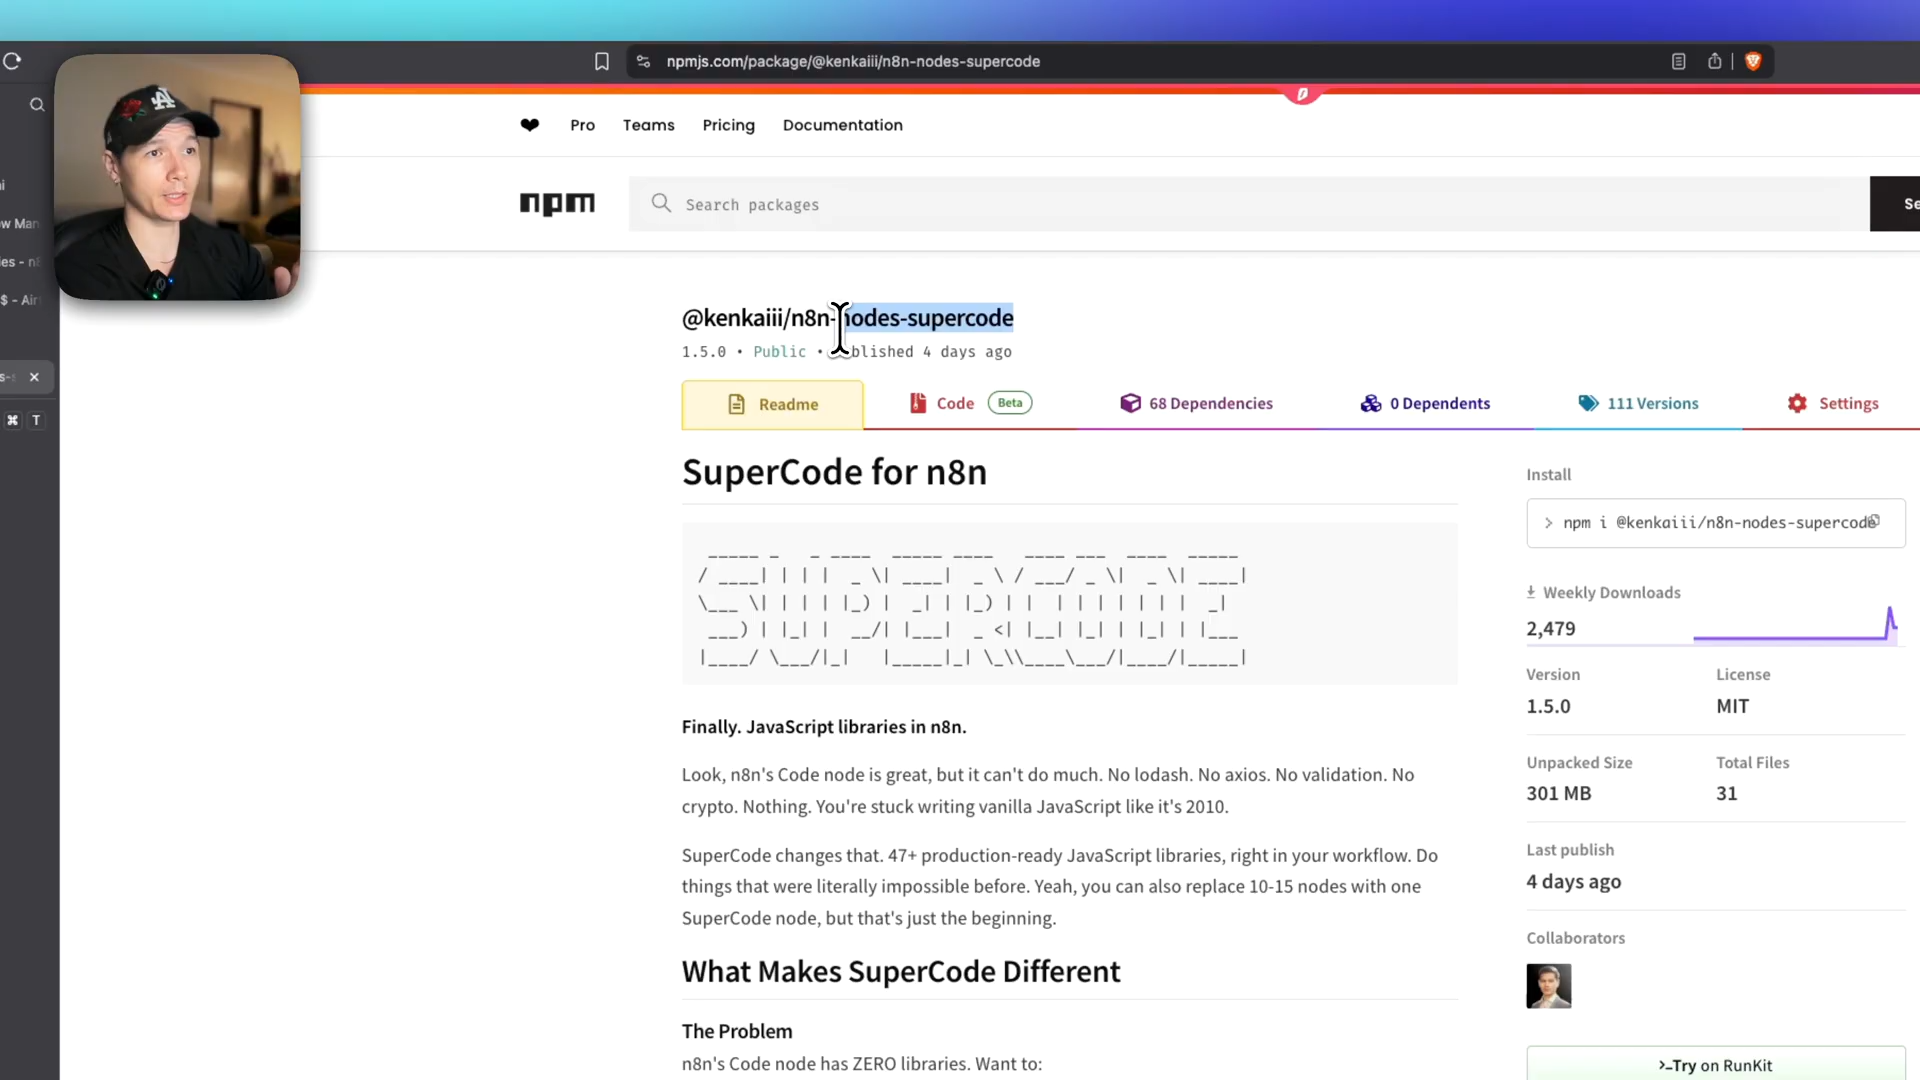 npmjs.com/package/@kenkaiii/n8n-nodes-supercode
Pro
Teams
Pricing
Documentation
npm
Search packages
Se
ow Man
es - n8
$ - Air
s-s
⌘ T
@kenkaiii/n8n-nodes-supercode
1.5.0 • Public • Published 4 days ago
Readme
Code Beta
68 Dependencies
0 Dependents
111 Versions
Settings
SuperCode for n8n
SUPERCODE
Finally. JavaScript libraries in n8n.
Look, n8n's Code node is great, but it can't do much. No lodash. No axios. No validation. No
crypto. Nothing. You're stuck writing vanilla JavaScript like it's 2010.
SuperCode changes that. 47+ production-ready JavaScript libraries, right in your workflow. Do
things that were literally impossible before. Yeah, you can also replace 10-15 nodes with one
SuperCode node, but that's just the beginning.
What Makes SuperCode Different
The Problem
n8n's Code node has ZERO libraries. Want to:
Install
> npm i @kenkaiii/n8n-nodes-supercode
Weekly Downloads
2,479
Version
1.5.0
License
MIT
Unpacked Size
301 MB
Total Files
31
Last publish
4 days ago
Collaborators
>_Try on RunKit